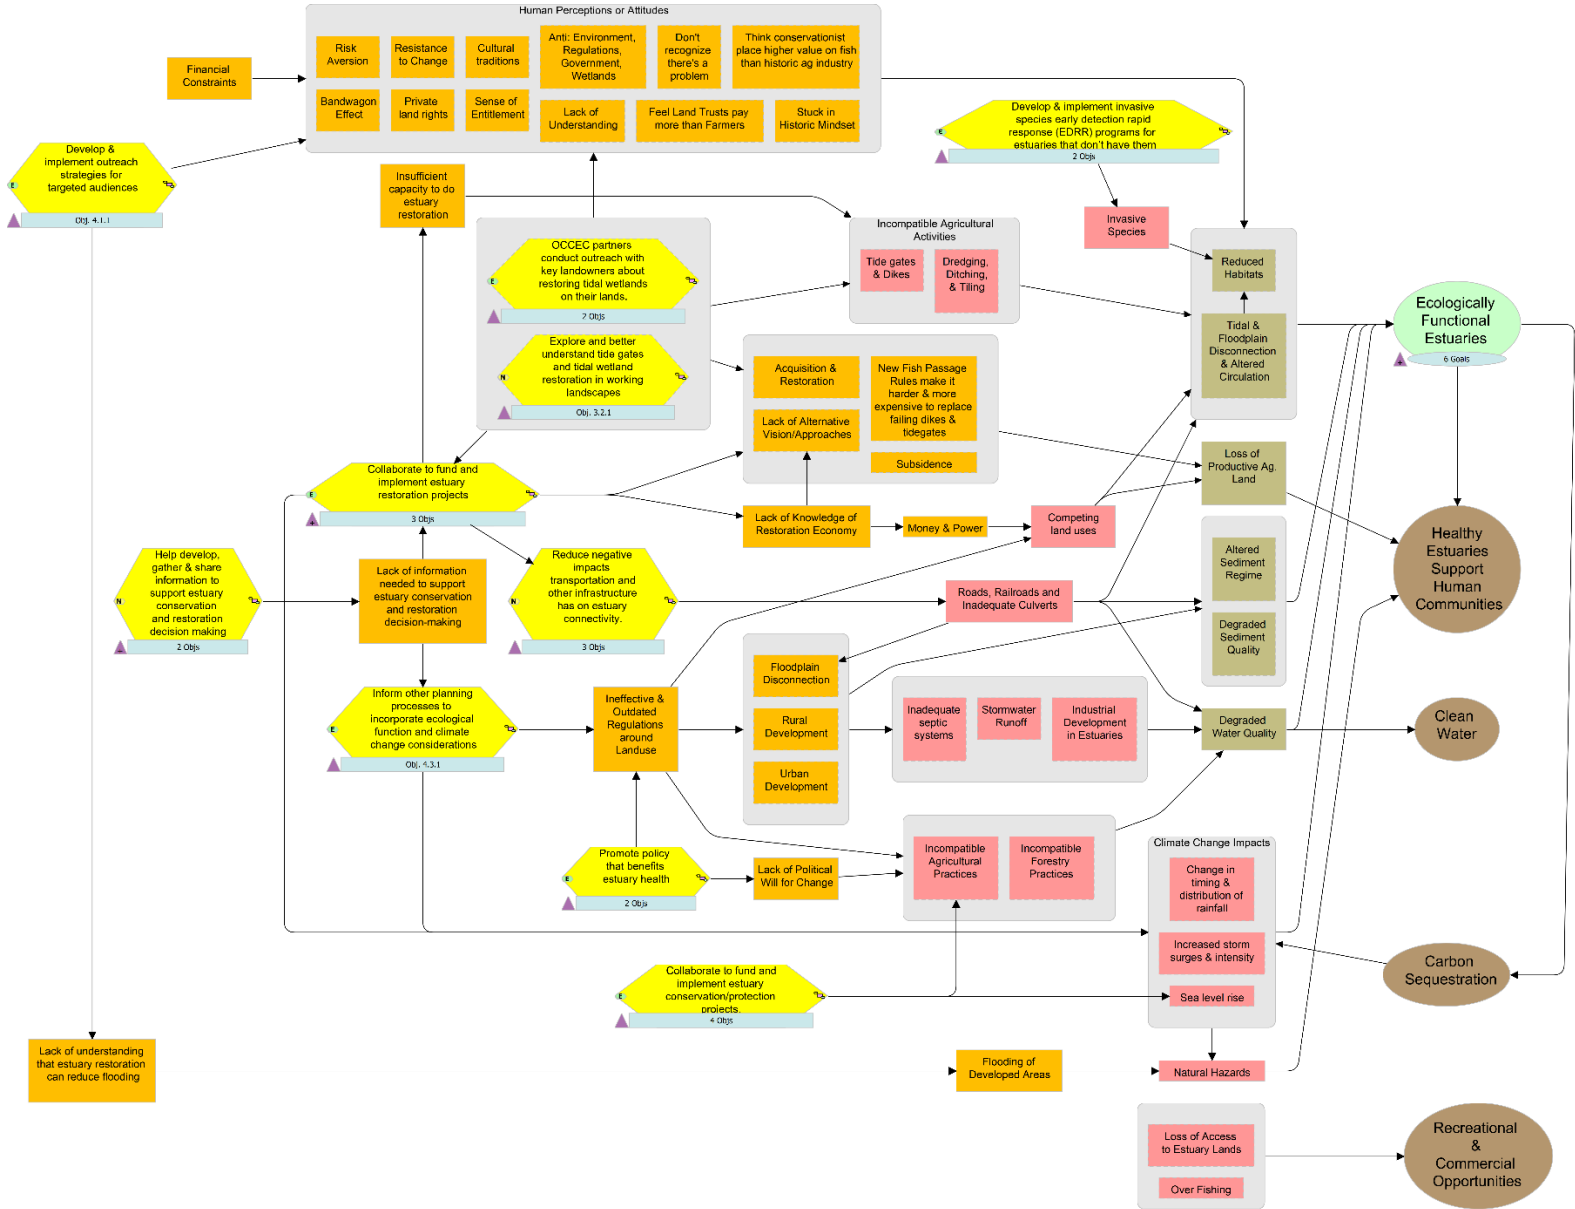 Human Perceptions or Attitudes
Financial
Constraints
Risk
Aversion
Resistance
to Change
Cultural
traditions
Anti: Environment,
Regulations,
Government,
Wetlands
Don't
recognize
there's a
problem
Think conservationist
place higher value on fish
than historic ag industry
Bandwagon
Effect
Private
land rights
Sense of
Entitlement
Lack of
Understanding
Feel Land Trusts pay
more than Farmers
Stuck in
Historic Mindset
Develop &
implement outreach
strategies for
targeted audiences
E
Obj. 4.1.1
Develop & implement invasive
species early detection rapid
response (EDRR) programs for
estuaries that don't have them
E
2 Objs
Insufficient
capacity to do
estuary
restoration
Invasive
Species
OCCEC partners
conduct outreach with
key landowners about
restoring tidal wetlands
on their lands.
E
2 Objs
Explore and better
understand tide gates
and tidal wetland
restoration in working
landscapes
N
Obj. 3.2.1
Incompatible Agricultural
Activities
Tide gates
& Dikes
Dredging,
Ditching,
& Tiling
Reduced
Habitats
Tidal &
Floodplain
Disconnection
& Altered
Circulation
Ecologically
Functional
Estuaries
6 Goals
Acquisition &
Restoration
Lack of Alternative
Vision/Approaches
New Fish Passage
Rules make it
harder & more
expensive to replace
failing dikes &
tidegates
Subsidence
Loss of
Productive Ag.
Land
Collaborate to fund and
implement estuary
restoration projects
E
3 Objs
Lack of Knowledge of
Restoration Economy
Money & Power
Competing
land uses
Healthy
Estuaries
Support
Human
Communities
Help develop,
gather & share
information to
support estuary
conservation
and restoration
decision making
N
2 Objs
Lack of information
needed to support
estuary conservation
and restoration
decision-making
Reduce negative
impacts
transportation and
other infrastructure
has on estuary
connectivity.
N
3 Objs
Roads, Railroads and
Inadequate Culverts
Altered
Sediment
Regime
Degraded
Sediment
Quality
Inform other planning
processes to
incorporate ecological
function and climate
change considerations
E
Obj. 4.3.1
Ineffective &
Outdated
Regulations
around
Landuse
Floodplain
Disconnection
Rural
Development
Urban
Development
Inadequate
septic
systems
Stormwater
Runoff
Industrial
Development
in Estuaries
Degraded
Water Quality
Clean
Water
Promote policy
that benefits
estuary health
E
2 Objs
Lack of Political
Will for Change
Incompatible
Agricultural
Practices
Incompatible
Forestry
Practices
Climate Change Impacts
Change in
timing &
distribution of
rainfall
Increased storm
surges & intensity
Sea level rise
Carbon
Sequestration
Collaborate to fund and
implement estuary
conservation/protection
projects.
E
4 Objs
Lack of understanding
that estuary restoration
can reduce flooding
Flooding of
Developed Areas
Natural Hazards
Loss of Access
to Estuary Lands
Over Fishing
Recreational
&
Commercial
Opportunities